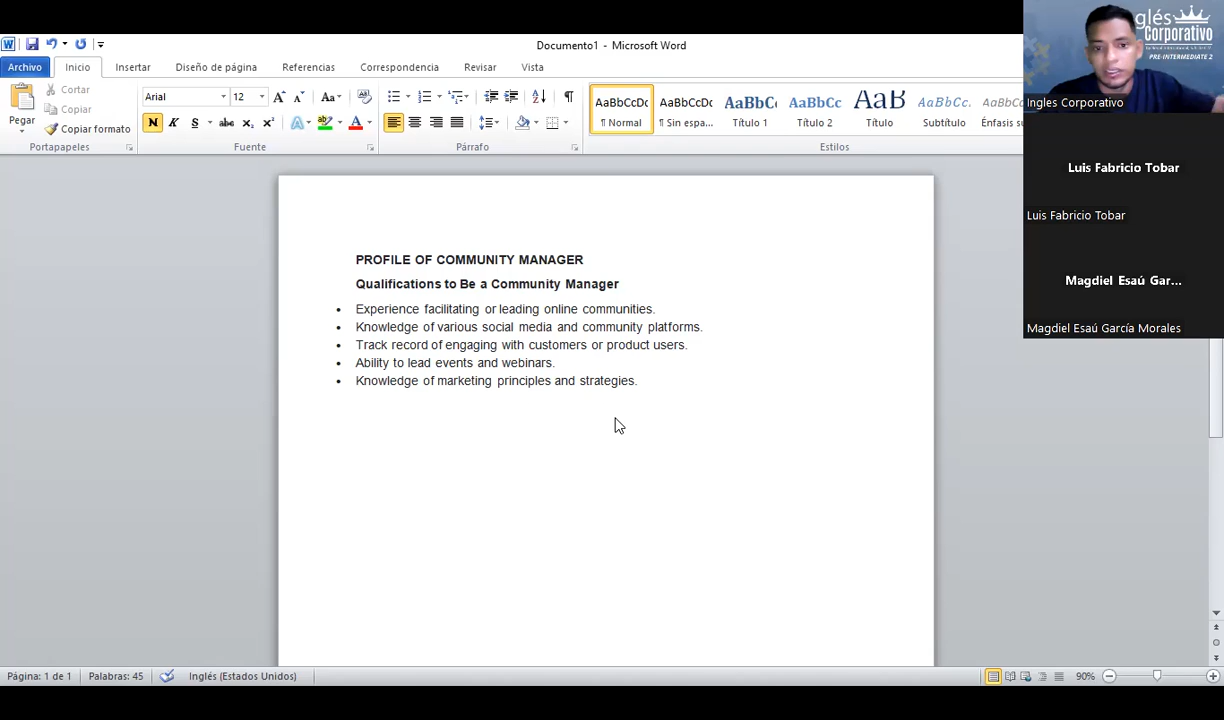 Documento1 - Microsoft Word
Archivo Inicio Insertar Diseño de página Referencias Correspondencia Revisar Vista
Pegar
Cortar
Copiar
Copiar formato
Portapapeles
Arial 12
Fuente
Párrafo
AaBbCcDc AaBbCcDc AaBbC AaBbCc AaB AaBbCc. AaBbCcDc
¶ Normal ¶ Sin espa... Título 1 Título 2 Título Subtítulo Énfasis su
Estilos
PROFILE OF COMMUNITY MANAGER
Qualifications to Be a Community Manager
• Experience facilitating or leading online communities.
• Knowledge of various social media and community platforms.
• Track record of engaging with customers or product users.
• Ability to lead events and webinars.
• Knowledge of marketing principles and strategies.
Página: 1 de 1 Palabras: 45 Inglés (Estados Unidos) 90%
glés
Corporativo
PRE-INTERMEDIATE 2
Ingles Corporativo
Luis Fabricio Tobar
Luis Fabricio Tobar
Magdiel Esaú Gar...
Magdiel Esaú García Morales